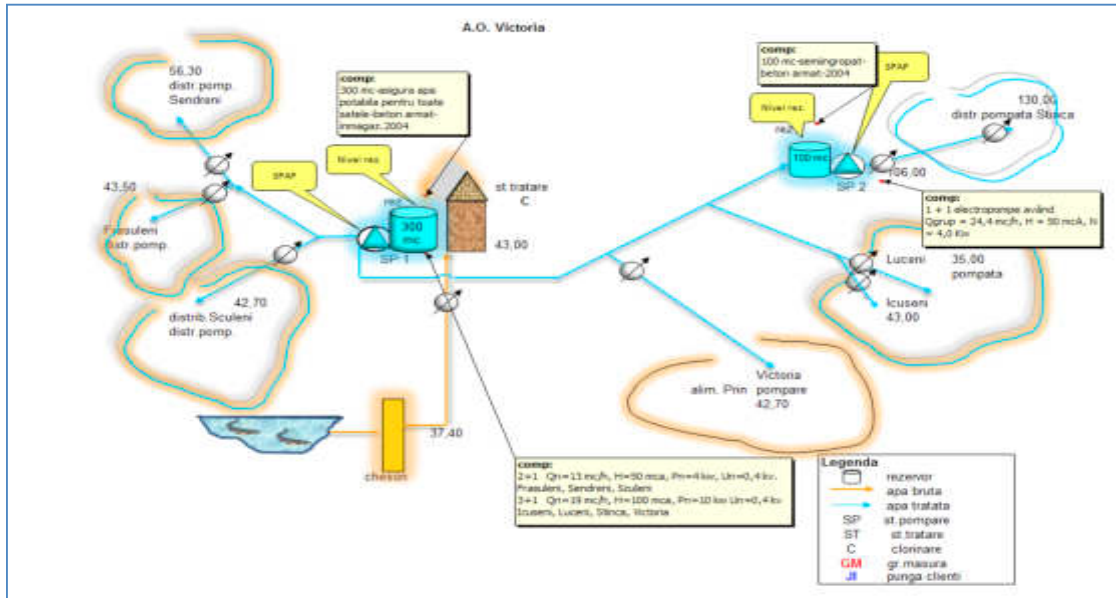 A.O. Victoria
56,30
distr.pomp.
Sendreni
comp:
300 mc-asigura apa
potabila pentru toate
satele-beton armat-
inmagaz.2004
Nivel rez.
SPAP
rez.
300
mc
SP 1
st.tratare
C
43,00
43,50
Frasuleni
distr.pomp.
42,70
distrib.Sculeni
distr.pomp.
37,40
cheson
comp:
100 mc-semiingropat-
beton armat-2004
SPAP
Nivel rez.
rez.
100 mc
SP 2
130,00
distr pompata Stinca
106,00
comp:
1 + 1 electropompe având
Qgrup = 24,4 mc/h, H = 50 mcA, N
= 4,0 Kw
Luceni 35,00
pompata
Icuseni
43,00
Victoria
alim. Prin pompare
42,70
comp:
2+1 Qn=13 mc/h, H=50 mca, Pn=4 kw, Un=0,4 kv.
Frasuleni, Sendreni, Sculeni
3+1 Qn=19 mc/h, H=100 mca, Pn=10 kw Un=0,4 kv
Icuseni, Luceni, Stinca, Victoria
Legenda
rezervor
apa bruta
apa tratata
SP st.pompare
ST st.tratare
C clorinare
GM gr.masura
JI punga clienti